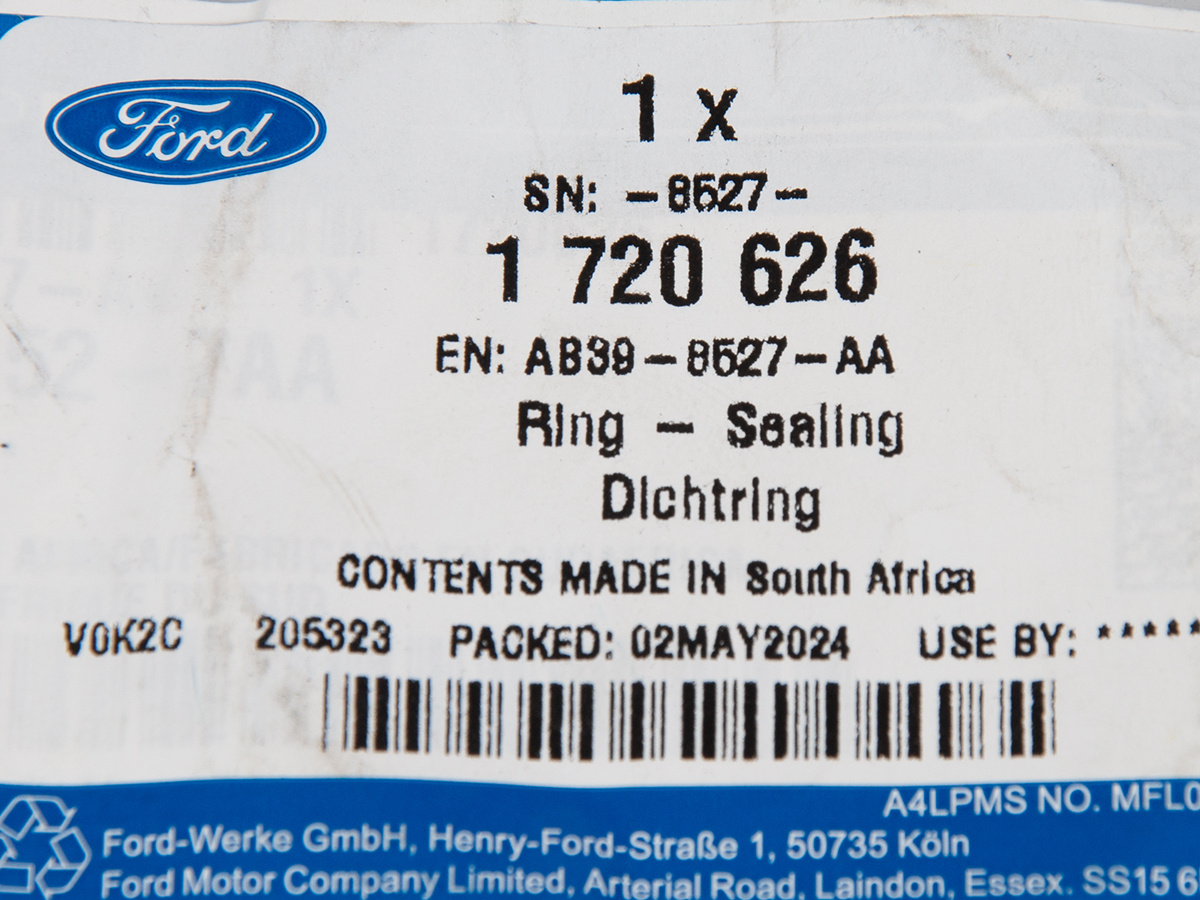 Ford
1 x
SN: -8527-
1 720 626
EN: AB39-8527-AA
Ring - Sealing
Dichtring
CONTENTS MADE IN South Africa
V0K2C 205323 PACKED: 02MAY2024 USE BY: *****
A4LPMS NO. MFL0
Ford-Werke GmbH, Henry-Ford-Straße 1, 50735 Köln
Ford Motor Company Limited, Arterial Road, Laindon, Essex. SS15 6